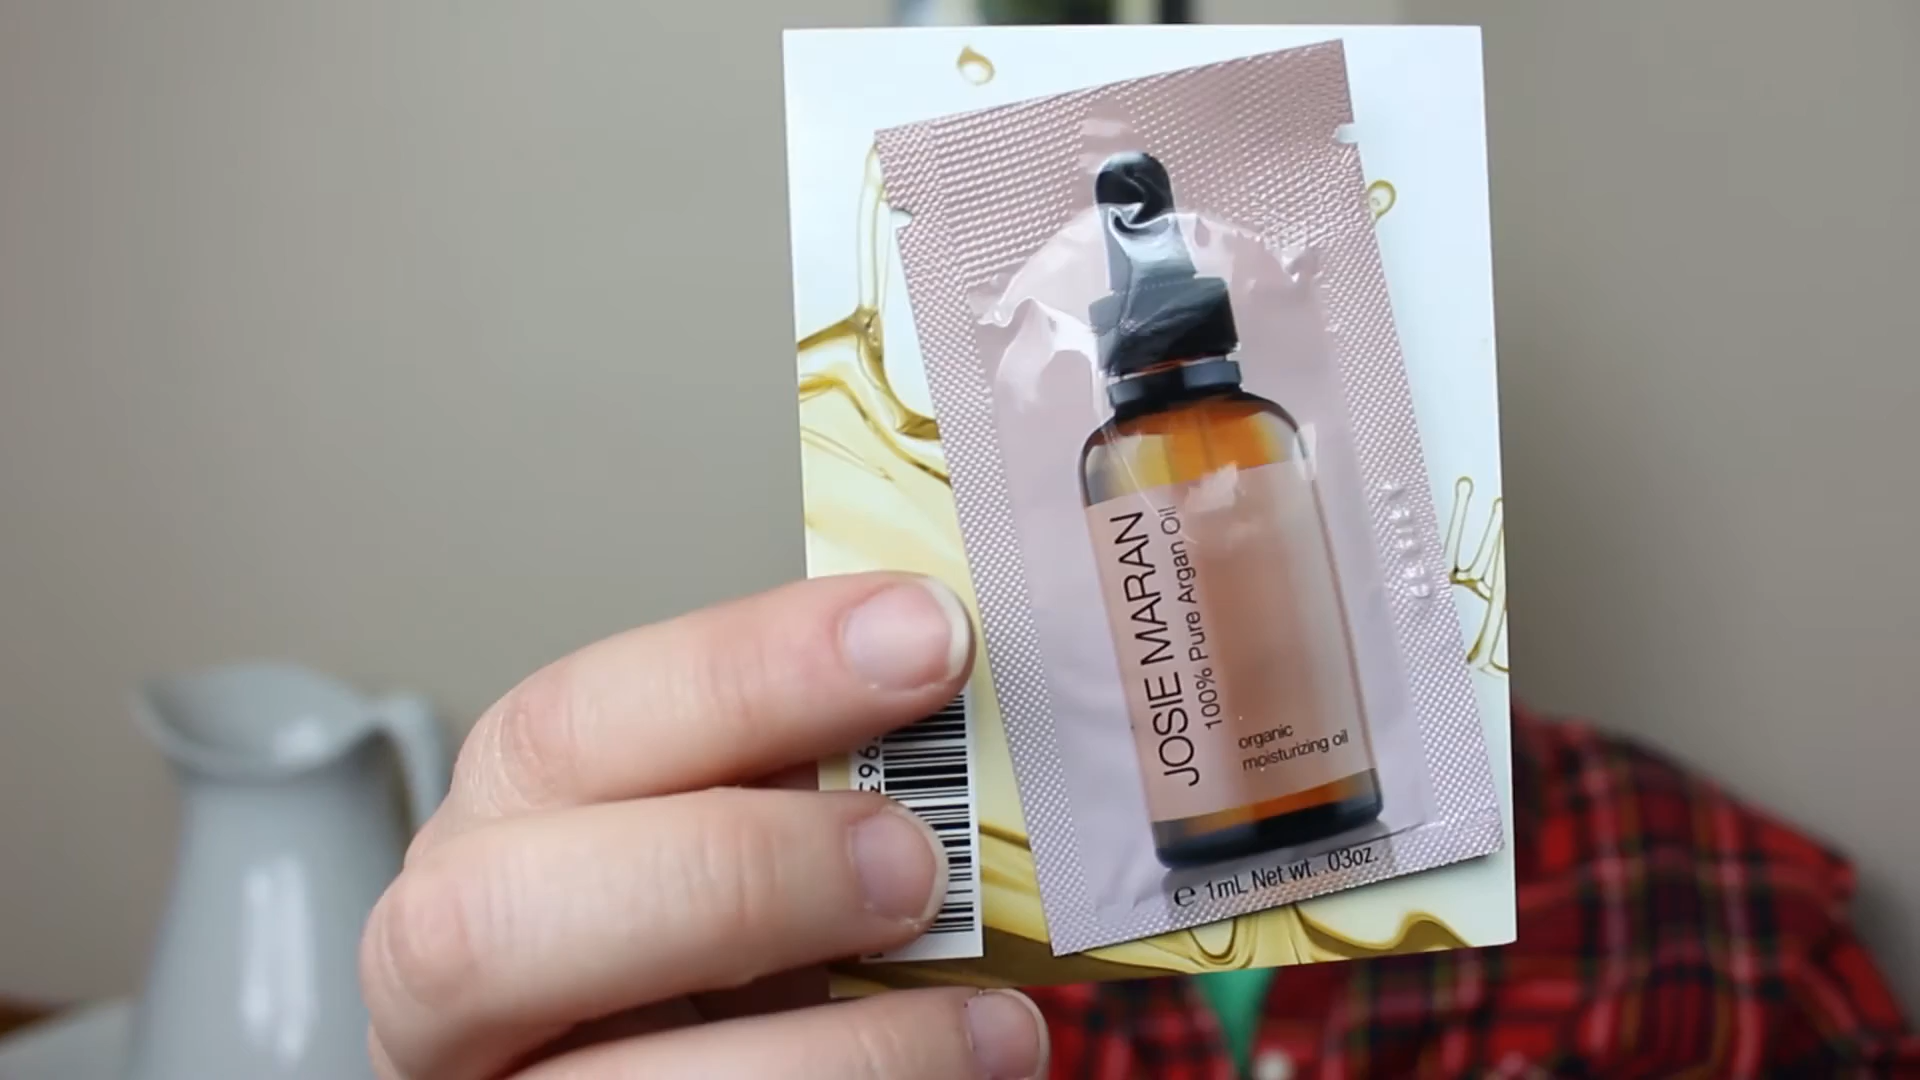 JOSIE MARAN
100% Pure Argan Oil
organic
moisturizing oil
℮ 1mL Net wt. .03oz.